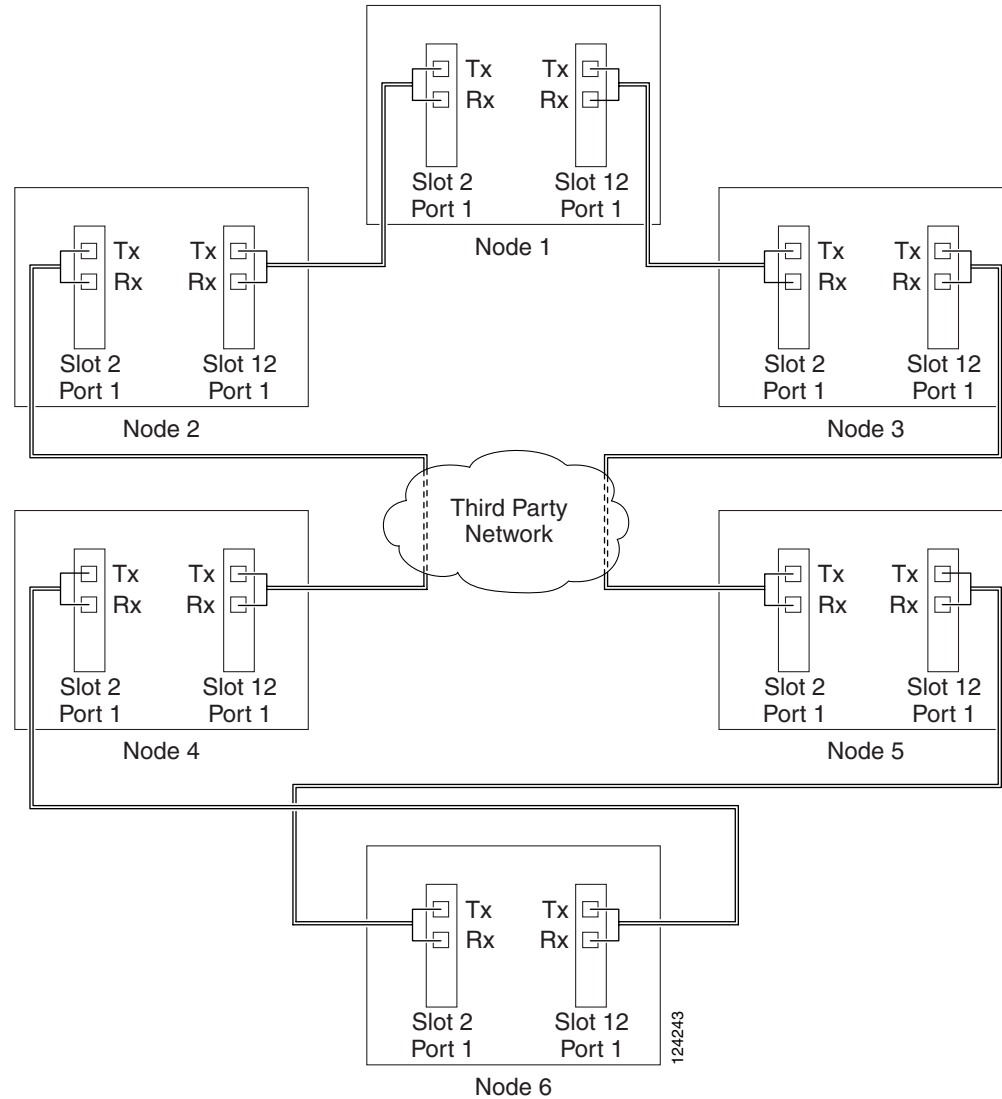 Tx Tx
Rx Rx
Slot 2 Slot 12
Port 1 Port 1
Node 1
Tx Tx
Rx Rx
Slot 2 Slot 12
Port 1 Port 1
Node 2
Tx Tx
Rx Rx
Slot 2 Slot 12
Port 1 Port 1
Node 3
Third Party
Network
Tx Tx
Rx Rx
Slot 2 Slot 12
Port 1 Port 1
Node 4
Tx Tx
Rx Rx
Slot 2 Slot 12
Port 1 Port 1
Node 5
Tx Tx
Rx Rx
Slot 2 Slot 12
Port 1 Port 1
Node 6
124243